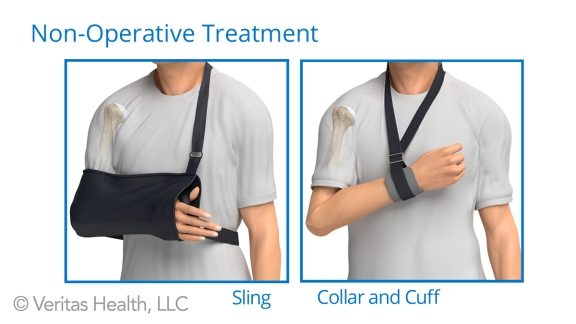 Non-Operative Treatment
Sling
Collar and Cuff
© Veritas Health, LLC